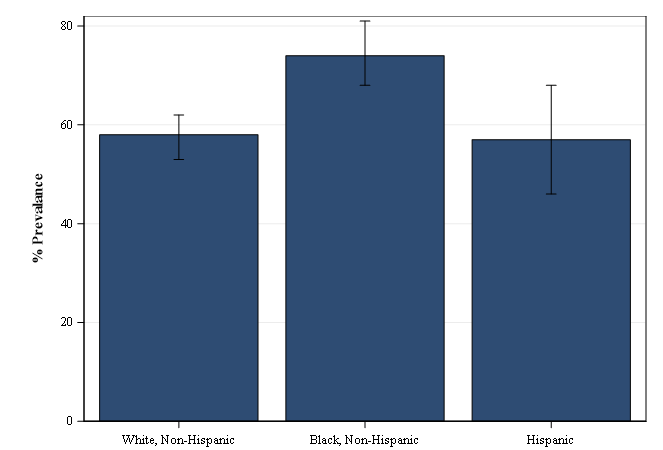 80
60
40
20
0
% Prevalance
White, Non-Hispanic
Black, Non-Hispanic
Hispanic